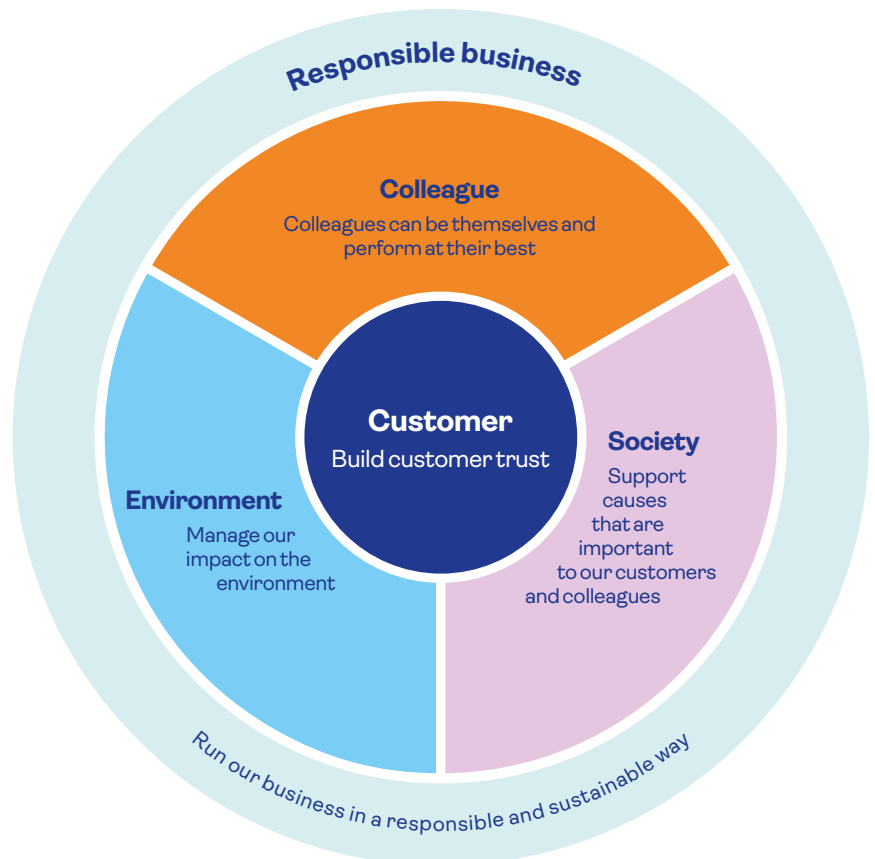 Responsible business
Colleague
Colleagues can be themselves and
perform at their best
Customer
Build customer trust
Society
Support
causes
that are
important
to our customers
and colleagues
Environment
Manage our
impact on the
environment
Run our business in a responsible and sustainable way